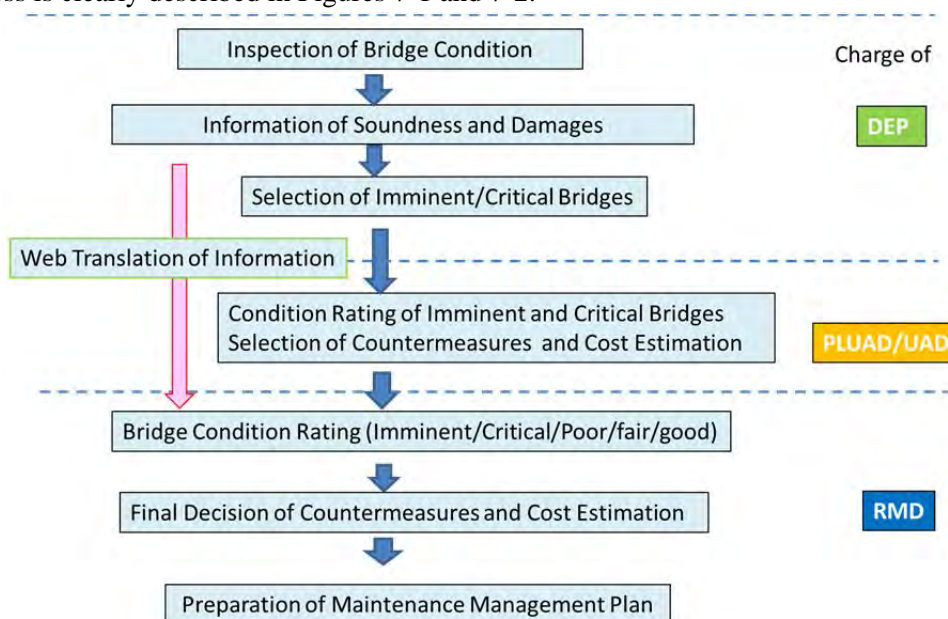 Inspection of Bridge Condition
Charge of
Information of Soundness and Damages
DEP
Selection of Imminent/Critical Bridges
Web Translation of Information
Condition Rating of Imminent and Critical Bridges
Selection of Countermeasures and Cost Estimation
PLUAD/UAD
Bridge Condition Rating (Imminent/Critical/Poor/fair/good)
Final Decision of Countermeasures and Cost Estimation
RMD
Preparation of Maintenance Management Plan